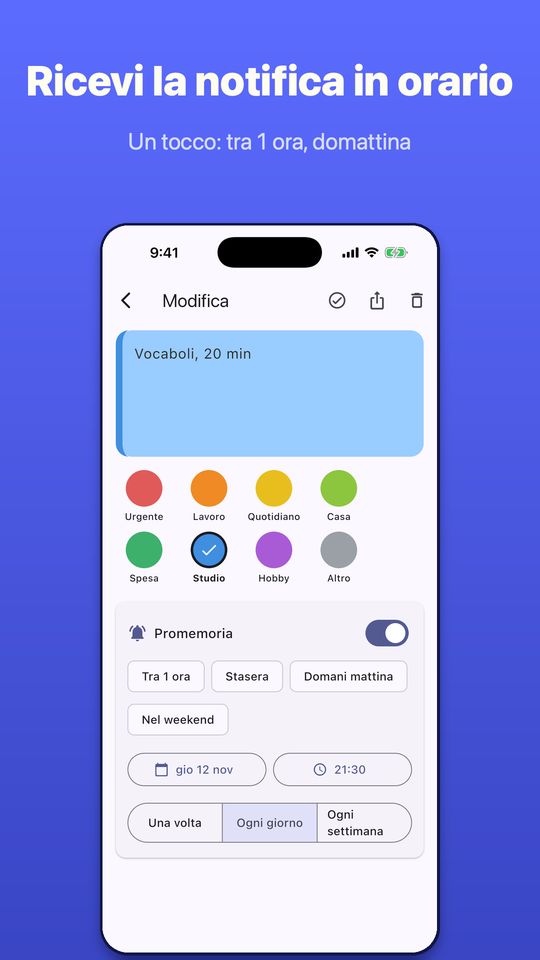 Ricevi la notifica in orario
Un tocco: tra 1 ora, domattina
9:41
Modifica
Vocaboli, 20 min
Urgente
Lavoro
Quotidiano
Casa
Spesa
Studio
Hobby
Altro
Promemoria
Tra 1 ora
Stasera
Domani mattina
Nel weekend
gio 12 nov
21:30
Una volta
Ogni giorno
Ogni
settimana